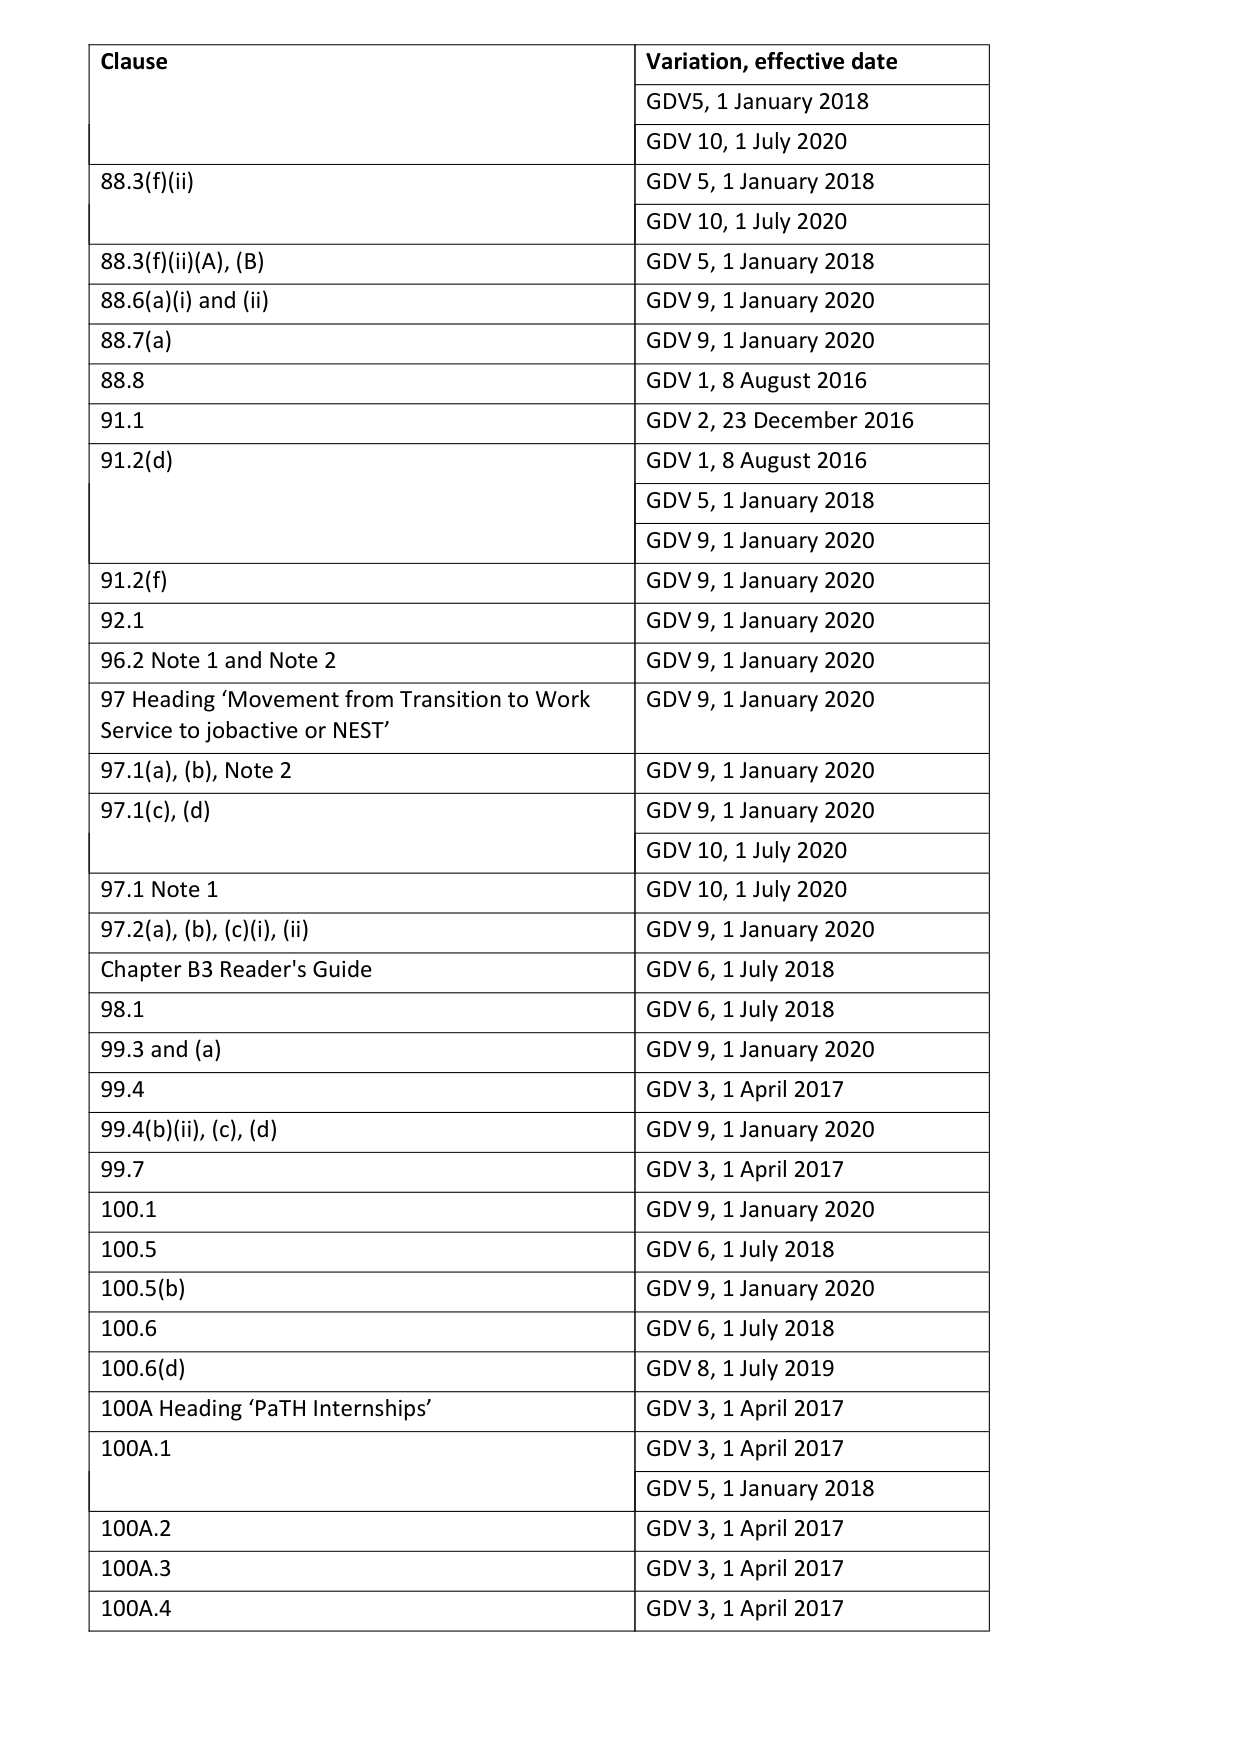 Clause Variation, effective date
GDV5, 1 January 2018
GDV 10, 1 July 2020
88.3(f)(ii) GDV 5, 1 January 2018
GDV 10, 1 July 2020
88.3(f)(ii)(A), (B) GDV 5, 1 January 2018
88.6(a)(i) and (ii) GDV 9, 1 January 2020
88.7(a) GDV 9, 1 January 2020
88.8 GDV 1, 8 August 2016
91.1 GDV 2, 23 December 2016
91.2(d) GDV 1, 8 August 2016
GDV 5, 1 January 2018
GDV 9, 1 January 2020
91.2(f) GDV 9, 1 January 2020
92.1 GDV 9, 1 January 2020
96.2 Note 1 and Note 2 GDV 9, 1 January 2020
97 Heading ‘Movement from Transition to Work GDV 9, 1 January 2020
Service to jobactive or NEST’
97.1(a), (b), Note 2 GDV 9, 1 January 2020
97.1(c), (d) GDV 9, 1 January 2020
GDV 10, 1 July 2020
97.1 Note 1 GDV 10, 1 July 2020
97.2(a), (b), (c)(i), (ii) GDV 9, 1 January 2020
Chapter B3 Reader's Guide GDV 6, 1 July 2018
98.1 GDV 6, 1 July 2018
99.3 and (a) GDV 9, 1 January 2020
99.4 GDV 3, 1 April 2017
99.4(b)(ii), (c), (d) GDV 9, 1 January 2020
99.7 GDV 3, 1 April 2017
100.1 GDV 9, 1 January 2020
100.5 GDV 6, 1 July 2018
100.5(b) GDV 9, 1 January 2020
100.6 GDV 6, 1 July 2018
100.6(d) GDV 8, 1 July 2019
100A Heading ‘PaTH Internships’ GDV 3, 1 April 2017
100A.1 GDV 3, 1 April 2017
GDV 5, 1 January 2018
100A.2 GDV 3, 1 April 2017
100A.3 GDV 3, 1 April 2017
100A.4 GDV 3, 1 April 2017